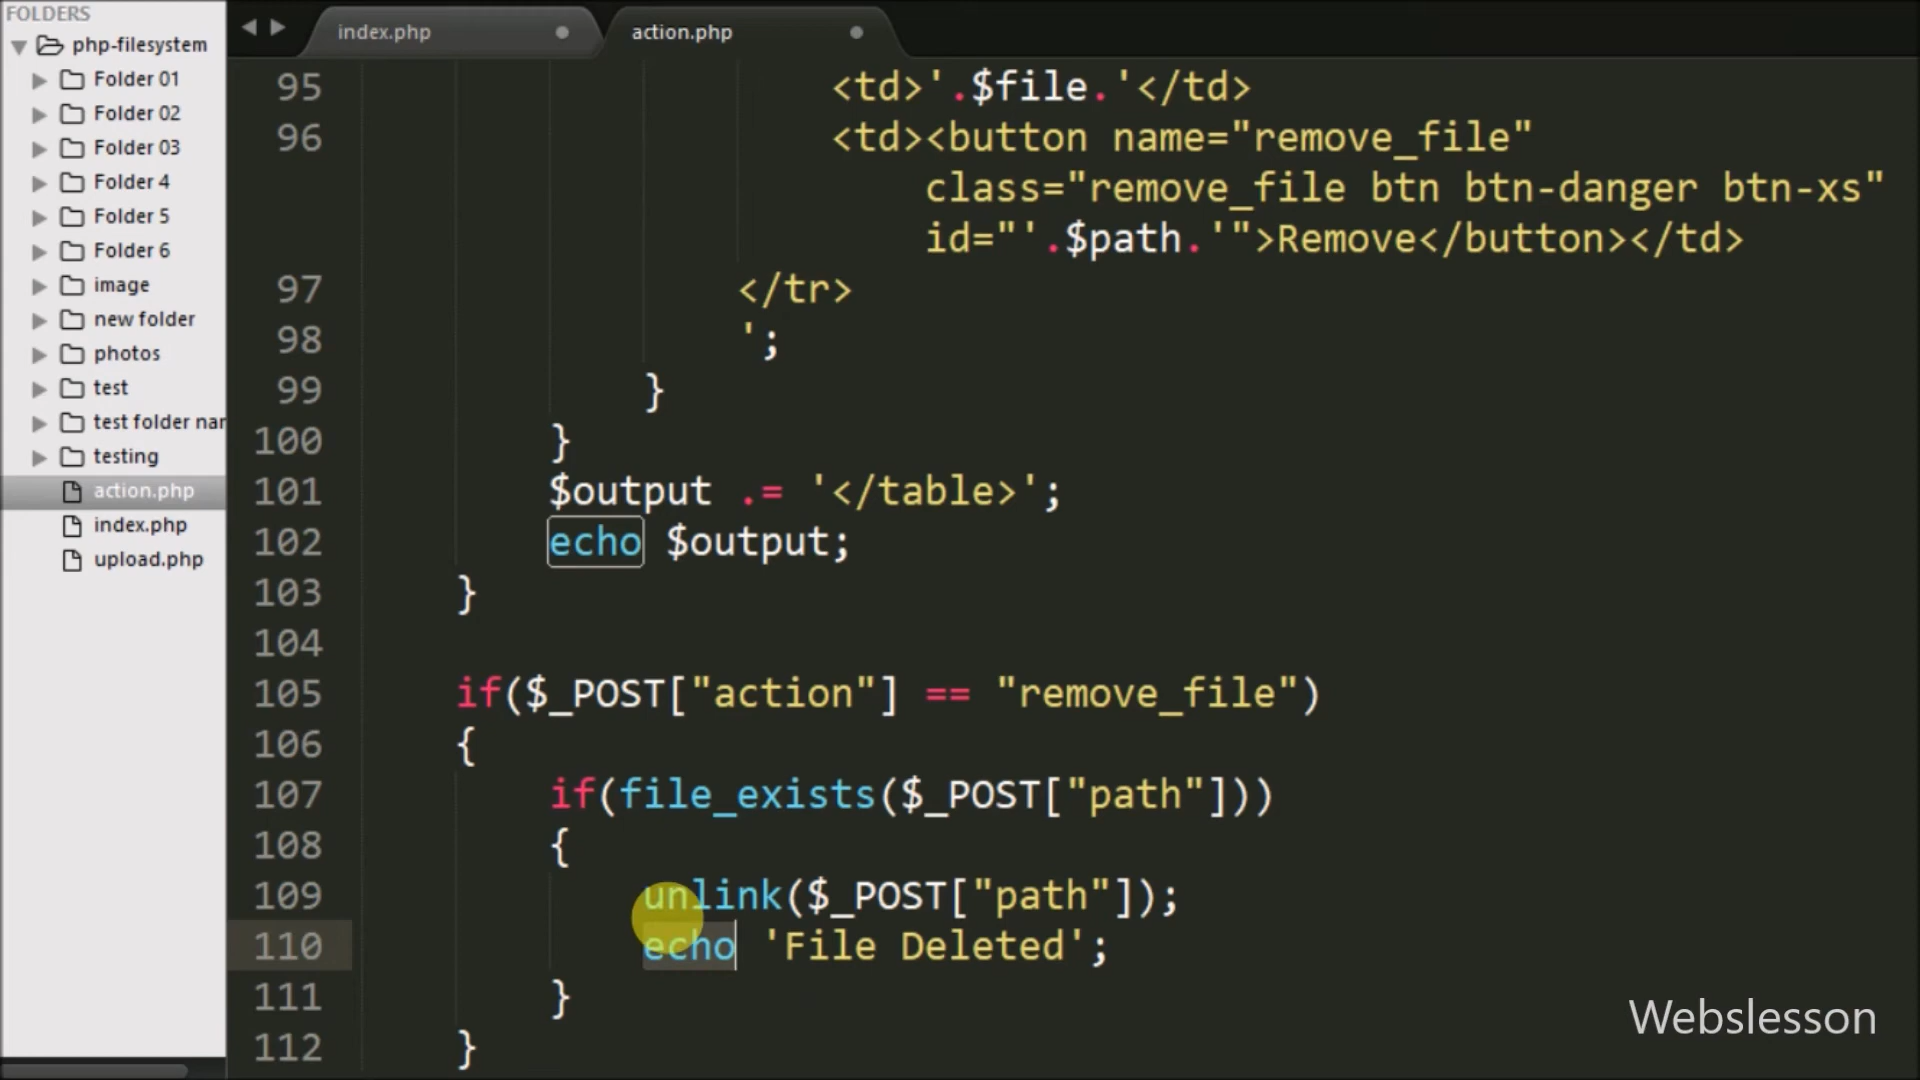 FOLDERS
php-filesystem
Folder 01
Folder 02
Folder 03
Folder 4
Folder 5
Folder 6
image
new folder
photos
test
test folder nar
testing
action.php
index.php
upload.php
index.php
action.php
95 <td>'.$file.'</td>
96 <td><button name="remove_file"
class="remove_file btn btn-danger btn-xs"
id="'.$path.'">Remove</button></td>
97 </tr>
98 ';
99 }
100 }
101 $output .= '</table>';
102 echo $output;
103 }
104
105 if($_POST["action"] == "remove_file")
106 {
107 if(file_exists($_POST["path"]))
108 {
109 unlink($_POST["path"]);
110 echo 'File Deleted';
111 }
112 }
Webslesson